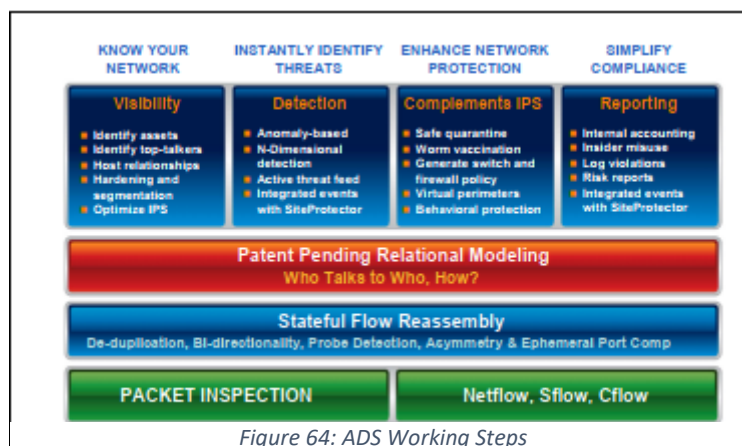 KNOW YOUR
NETWORK
INSTANTLY IDENTIFY
THREATS
ENHANCE NETWORK
PROTECTION
SIMPLIFY
COMPLIANCE
Visibility
Identify assets
Identify top-talkers
Host relationships
Hardening and
segmentation
Optimize IPS
Detection
Anomaly-based
N-Dimensional
detection
Active threat feed
Integrated events
with SiteProtector
Complements IPS
Safe quarantine
Worm vaccination
Generate switch and
firewall policy
Virtual perimeters
Behavioral protection
Reporting
Internal accounting
Insider misuse
Log violations
Risk reports
Integrated events
with SiteProtector
Patent Pending Relational Modeling
Who Talks to Who, How?
Stateful Flow Reassembly
De-duplication, Bi-directionality, Probe Detection, Asymmetry & Ephemeral Port Comp
PACKET INSPECTION
Netflow, Sflow, Cflow
Figure 64: ADS Working Steps